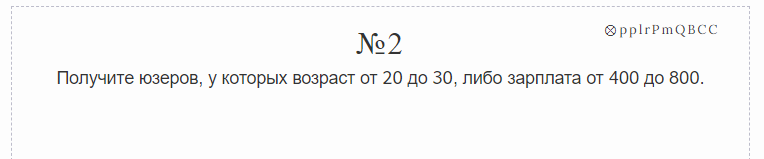 ⊗pplrPmQBCC
№2
Получите юзеров, у которых возраст от 20 до 30, либо зарплата от 400 до 800.